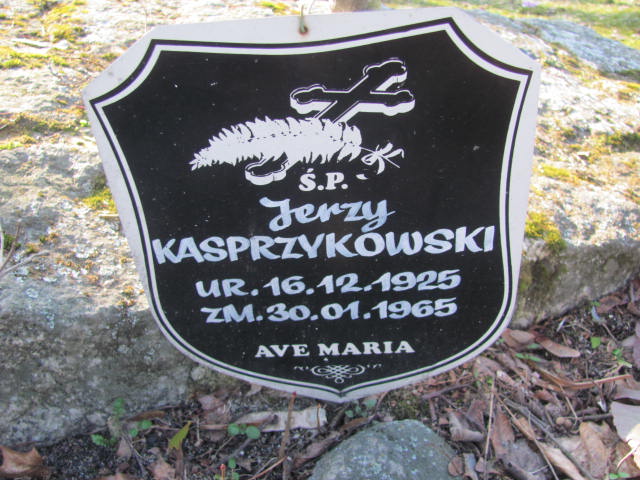 Ś.P.
Jerzy
KASPRZYKOWSKI
UR.16.12.1925
ZM.30.01.1965
AVE MARIA